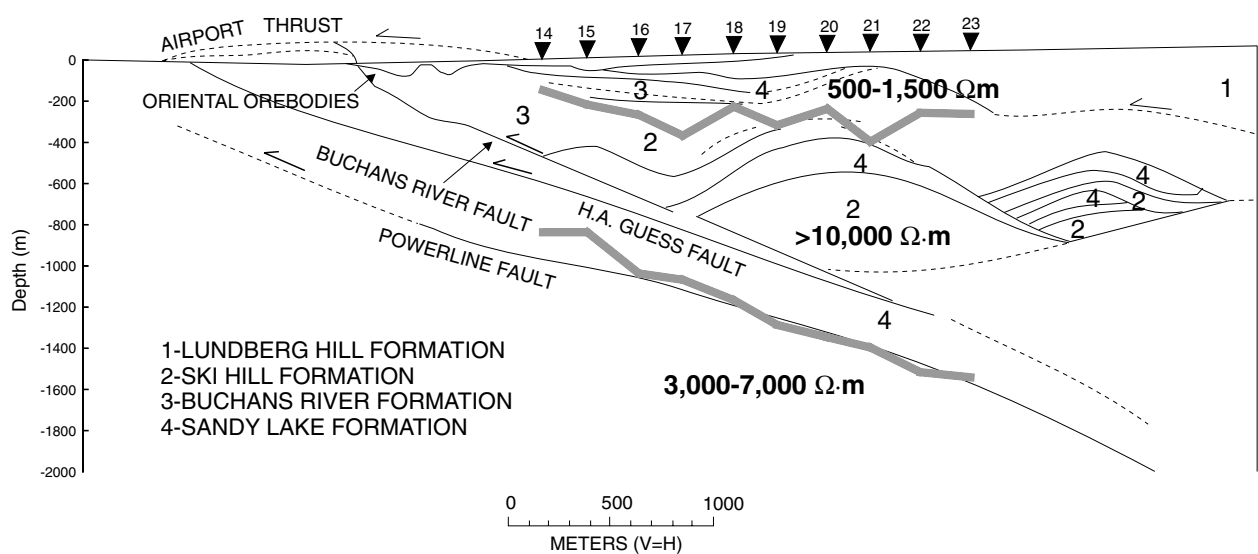 AIRPORT THRUST
14 15 16 17 18 19 20 21 22 23
0
-200
-400
-600
-800
-1000
-1200
-1400
-1600
-1800
-2000
Depth (m)
ORIENTAL OREBODIES
3
4
500-1,500 Ωm
1
3
2
BUCHANS RIVER FAULT
4
4
4
2
2
2
>10,000 Ω·m
H.A. GUESS FAULT
POWERLINE FAULT
4
3,000-7,000 Ω·m
1-LUNDBERG HILL FORMATION
2-SKI HILL FORMATION
3-BUCHANS RIVER FORMATION
4-SANDY LAKE FORMATION
0 500 1000
METERS (V=H)